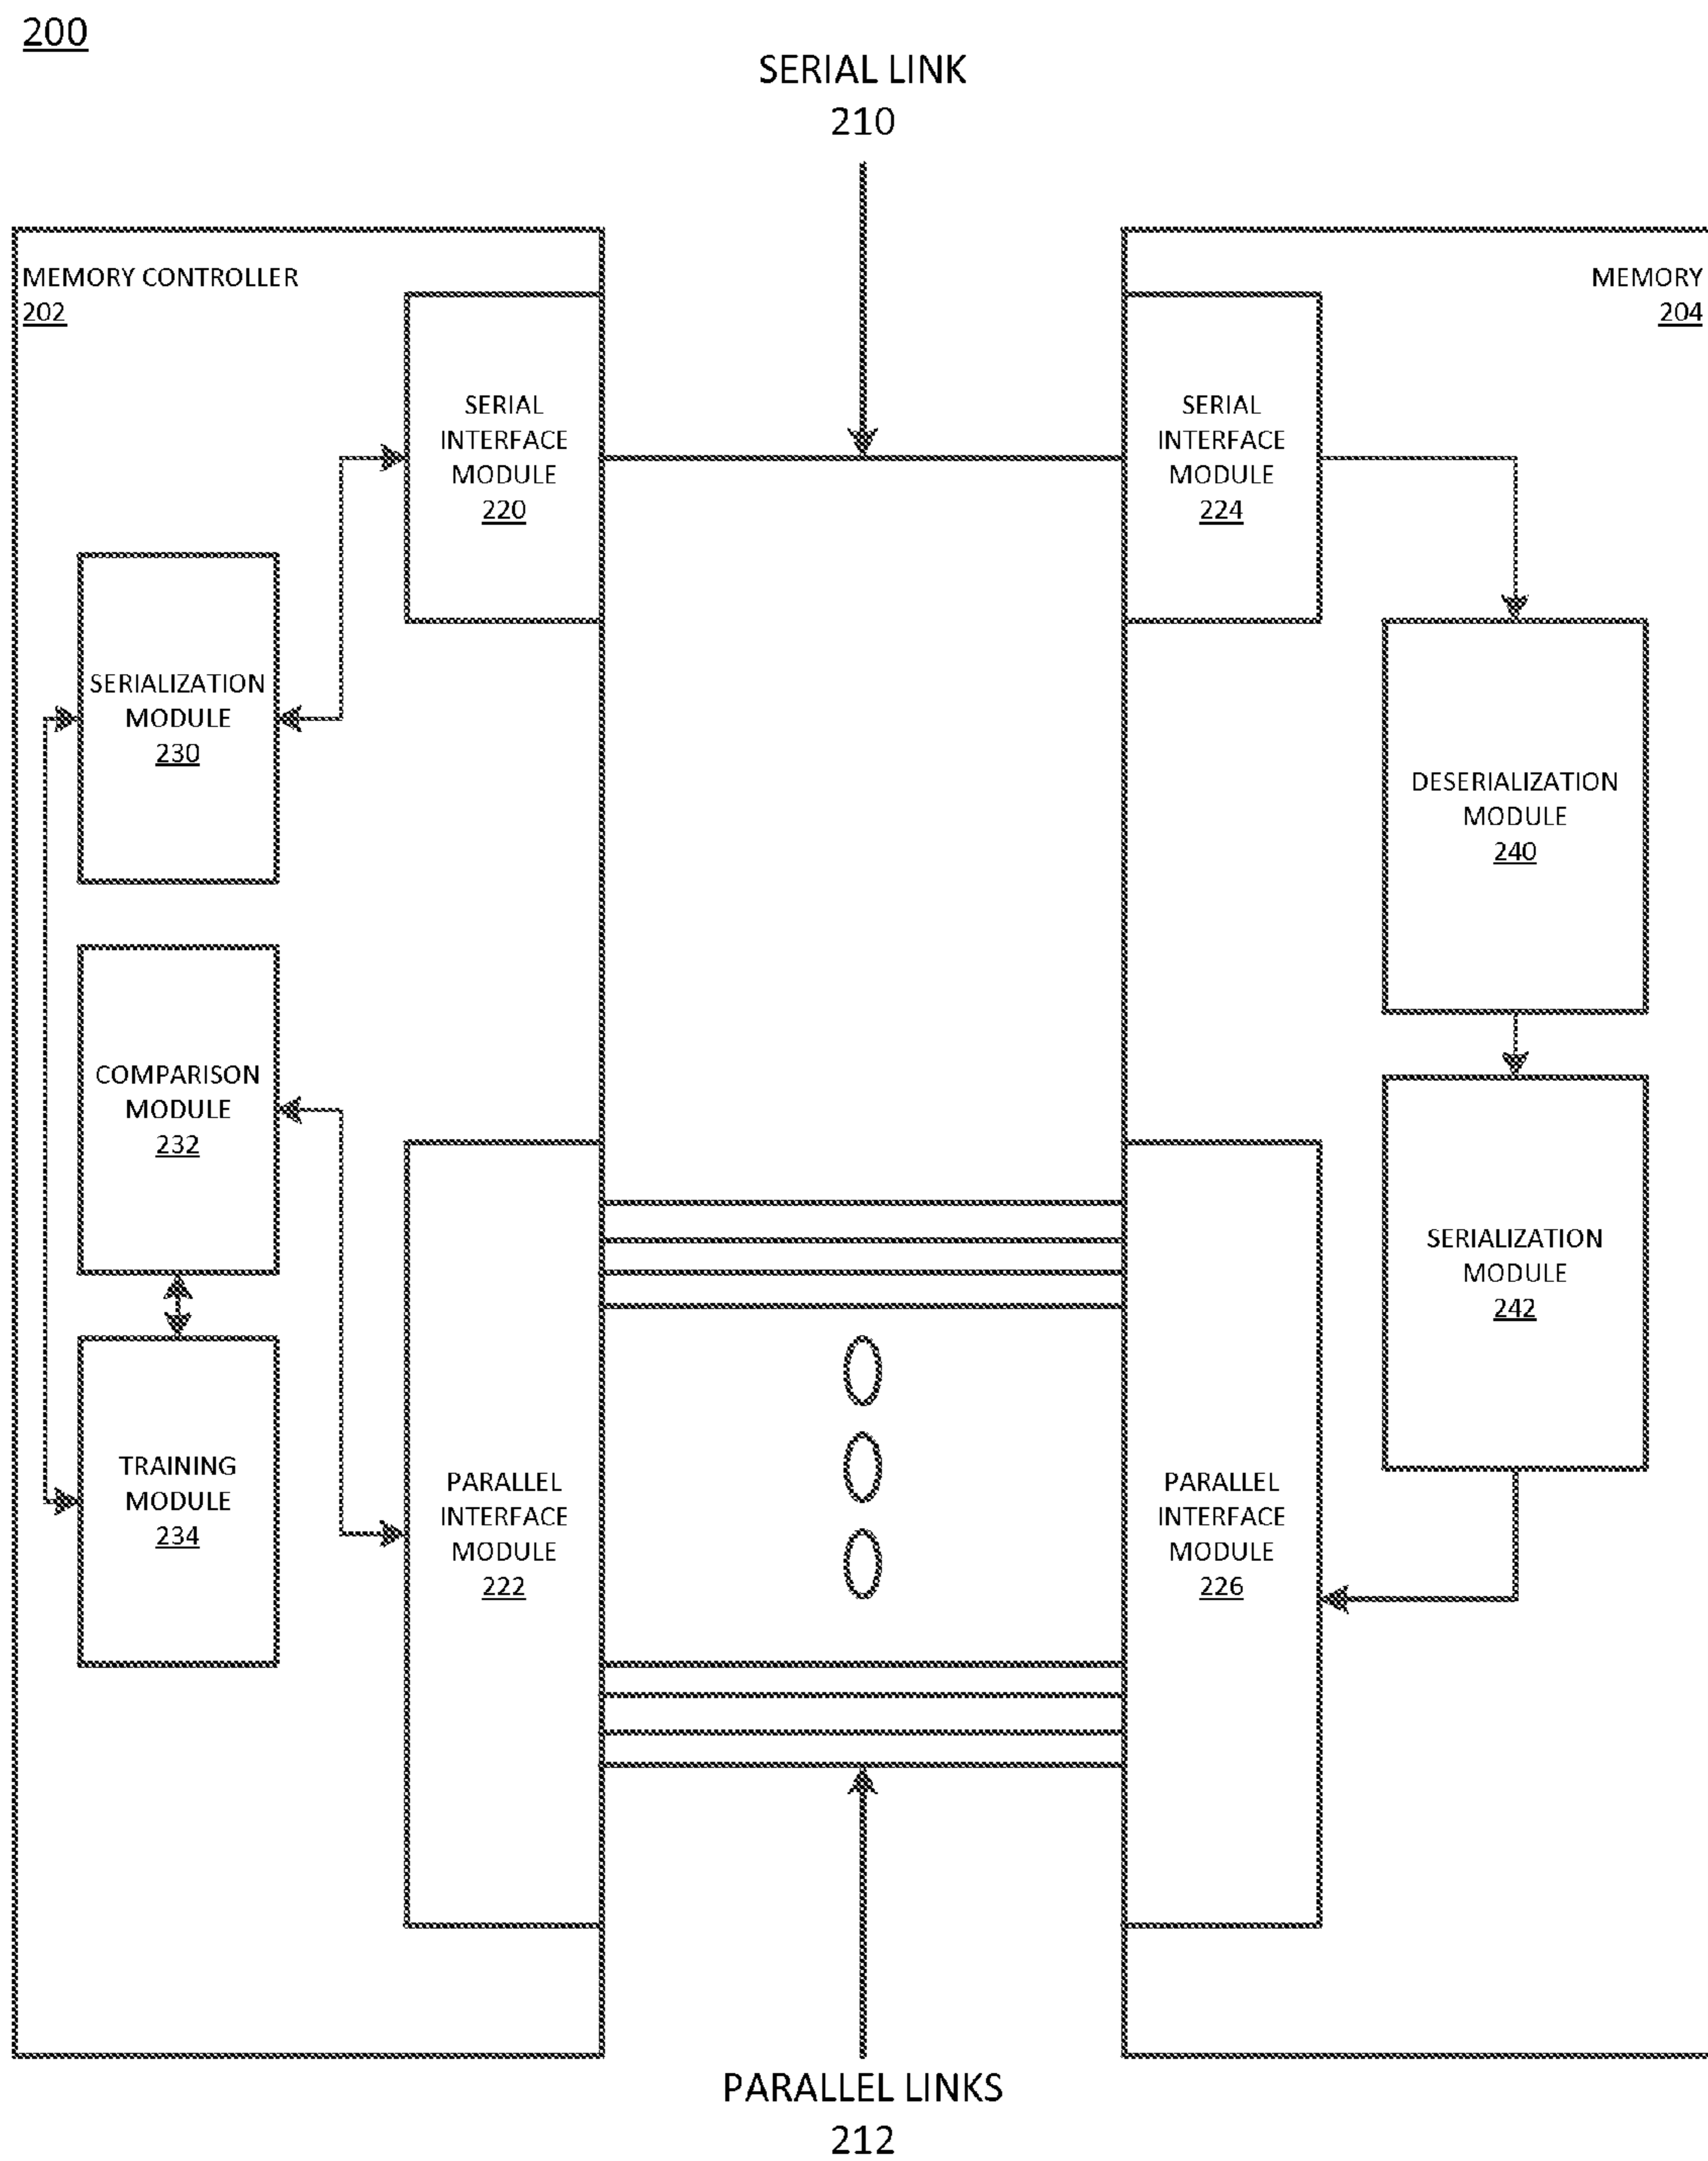 200
SERIAL LINK
210
MEMORY CONTROLLER
202
MEMORY
204
SERIAL
INTERFACE
MODULE
220
SERIAL
INTERFACE
MODULE
224
SERIALIZATION
MODULE
230
DESERIALIZATION
MODULE
240
COMPARISON
MODULE
232
SERIALIZATION
MODULE
242
TRAINING
MODULE
234
PARALLEL
INTERFACE
MODULE
222
PARALLEL
INTERFACE
MODULE
226
PARALLEL LINKS
212